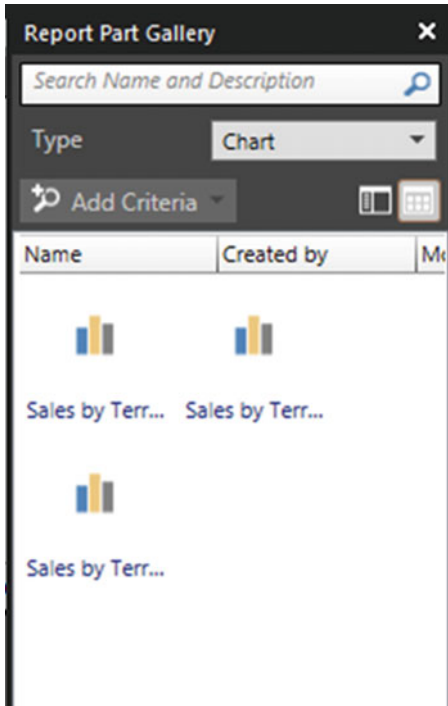 Report Part Gallery
Search Name and Description
Type Chart
Add Criteria
Name Created by
Sales by Terr... Sales by Terr...
Sales by Terr...